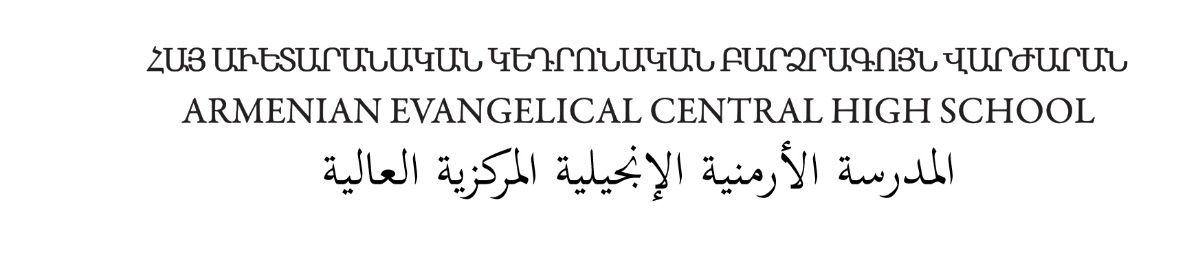 ՀԱՅ ԱՒԵՏԱՐԱՆԱԿԱՆ ԿԵԴՐՈՆԱԿԱՆ ԲԱՐՁՐԱԳՈՅՆ ՎԱՐԺԱՐԱՆ
ARMENIAN EVANGELICAL CENTRAL HIGH SCHOOL
المدرسة الأرمنية الإنجيلية المركزية العالية